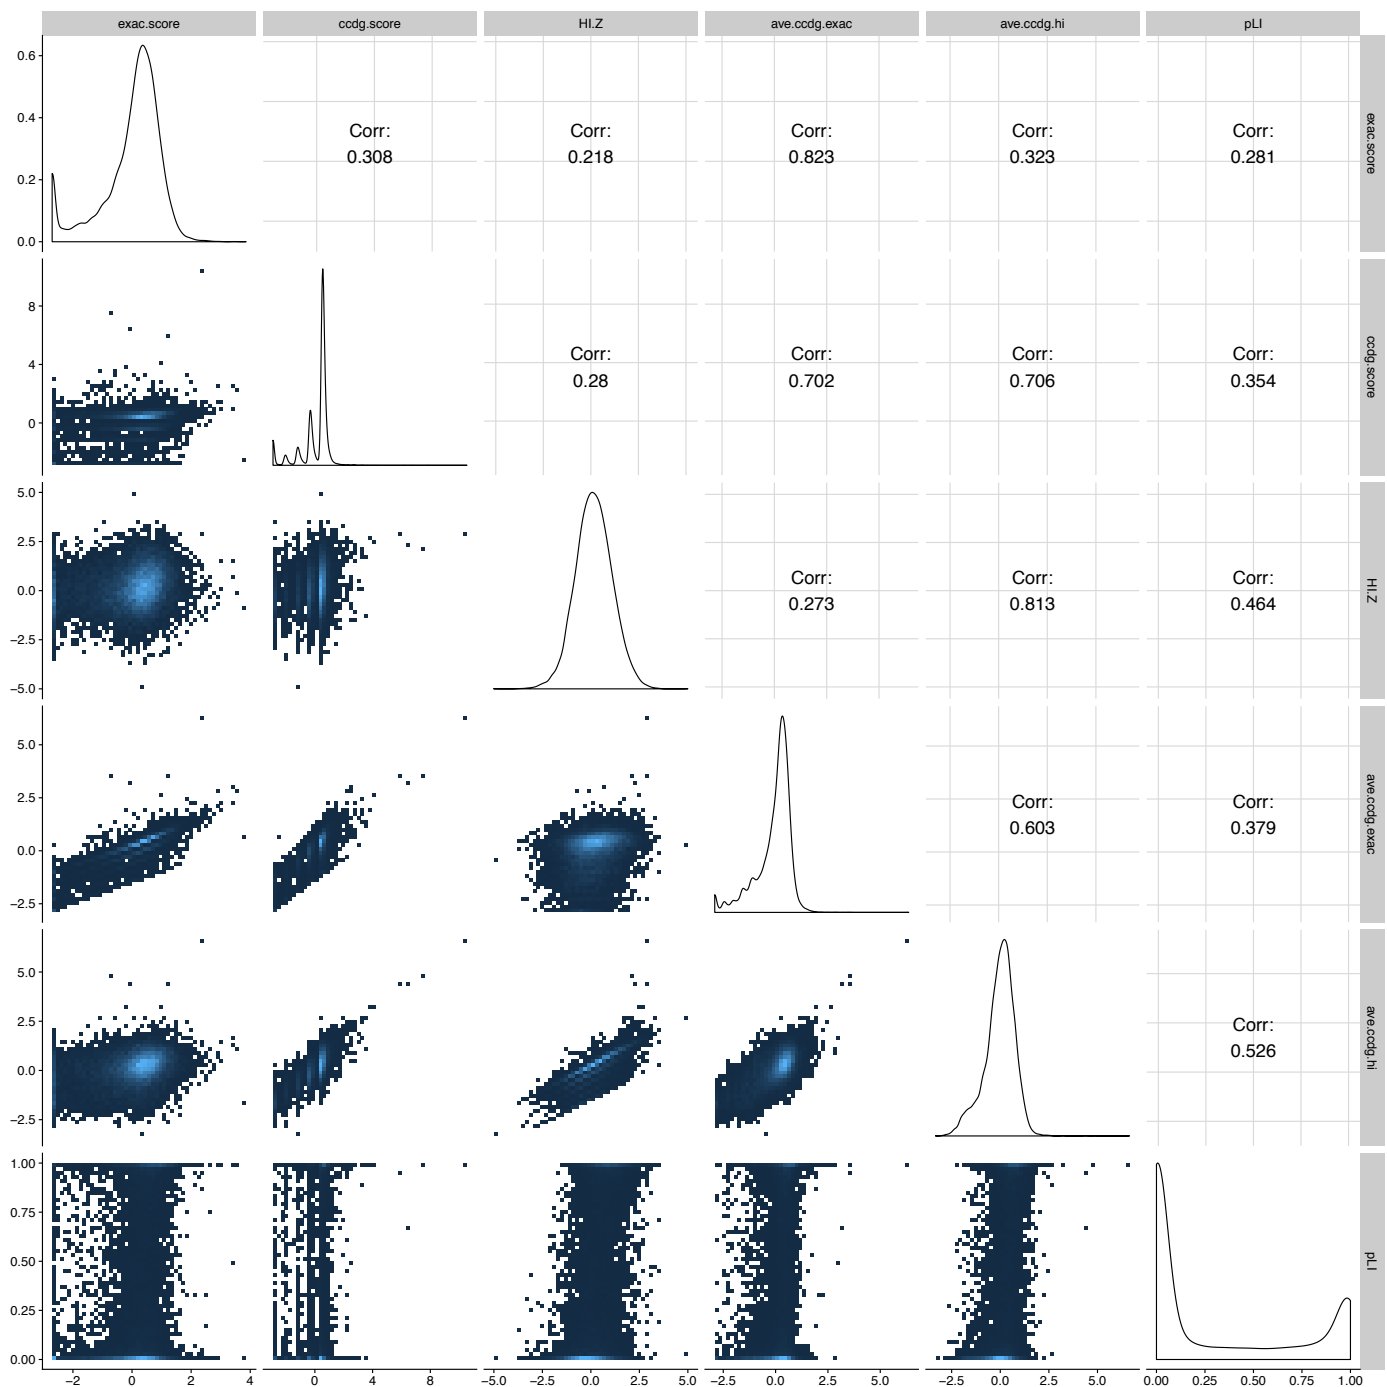 exac.score ccdg.score HI.Z ave.ccdg.exac ave.ccdg.hi pLI
0.6
0.4
0.2
0.0
Corr:
0.308
Corr:
0.218
Corr:
0.823
Corr:
0.323
Corr:
0.281
exac.score
8
4
0
Corr:
0.28
Corr:
0.702
Corr:
0.706
Corr:
0.354
ccdg.score
5.0
2.5
0.0
−2.5
−5.0
Corr:
0.273
Corr:
0.813
Corr:
0.464
HI.Z
5.0
2.5
0.0
−2.5
Corr:
0.603
Corr:
0.379
ave.ccdg.exac
5.0
2.5
0.0
−2.5
Corr:
0.526
ave.ccdg.hi
1.00
0.75
0.50
0.25
0.00
pLI
−2 0 2 4 0 4 8 −5.0 −2.5 0.0 2.5 5.0 −2.5 0.0 2.5 5.0 −2.5 0.0 2.5 5.0 0.00 0.25 0.50 0.75 1.00